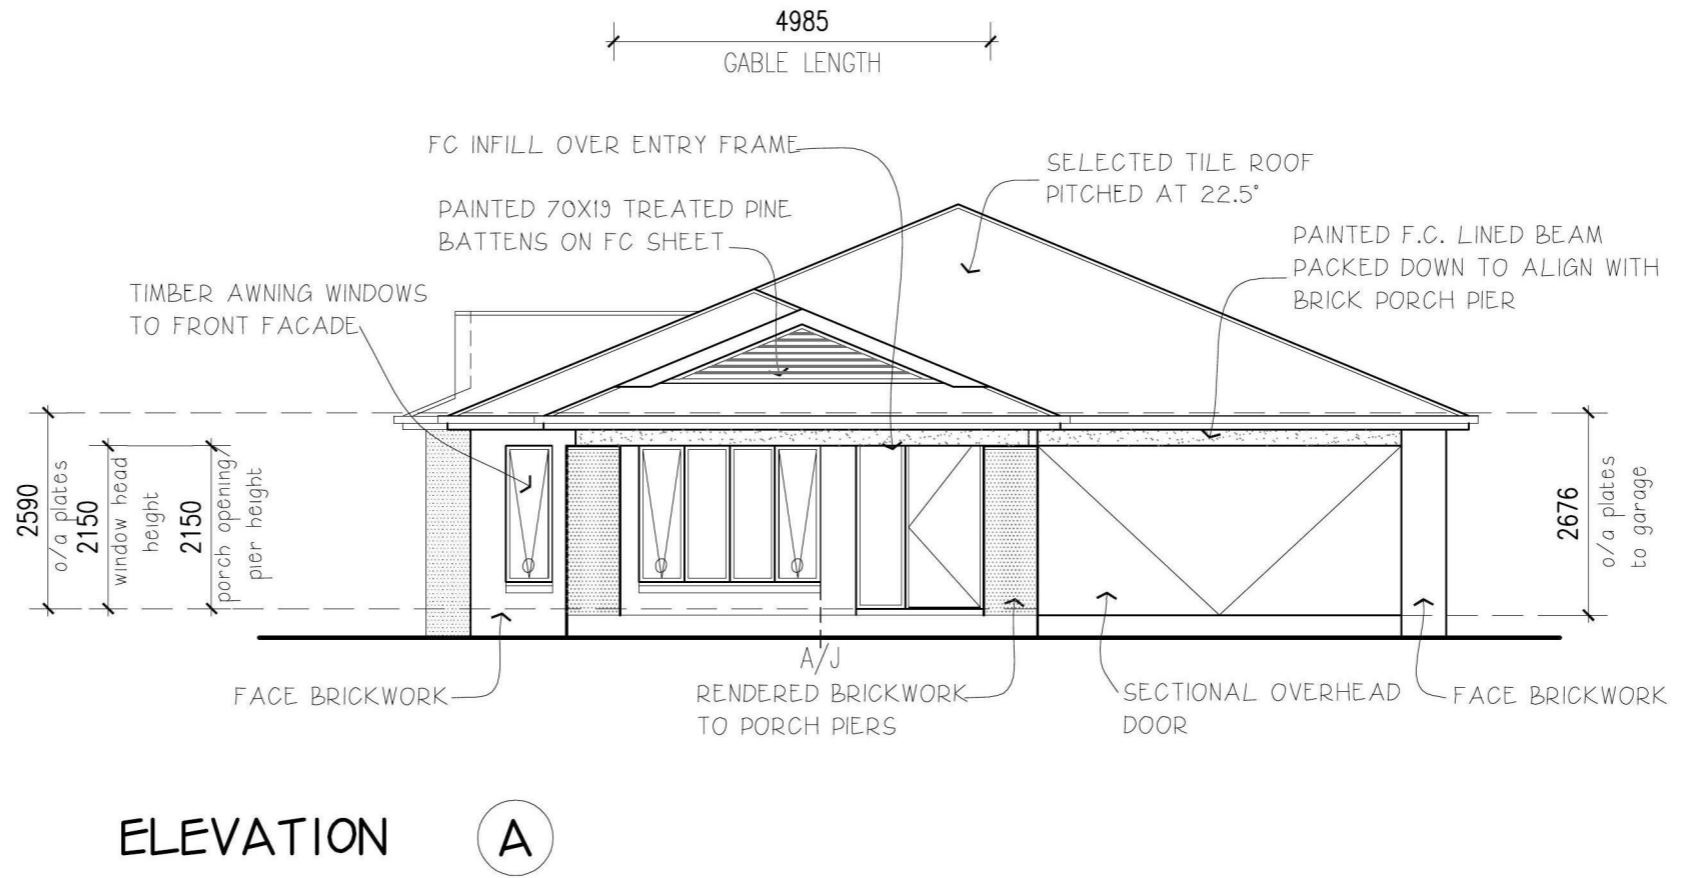 4985
GABLE LENGTH
FC INFILL OVER ENTRY FRAME
SELECTED TILE ROOF
PITCHED AT 22.5°
PAINTED 70X19 TREATED PINE
BATTENS ON FC SHEET
PAINTED F.C. LINED BEAM
PACKED DOWN TO ALIGN WITH
BRICK PORCH PIER
TIMBER AWNING WINDOWS
TO FRONT FACADE
2590
o/a plates
2150
window head
height
2150
porch opening/
pier height
2676
o/a plates
to garage
A/J
FACE BRICKWORK
RENDERED BRICKWORK
TO PORCH PIERS
SECTIONAL OVERHEAD
DOOR
FACE BRICKWORK
ELEVATION A